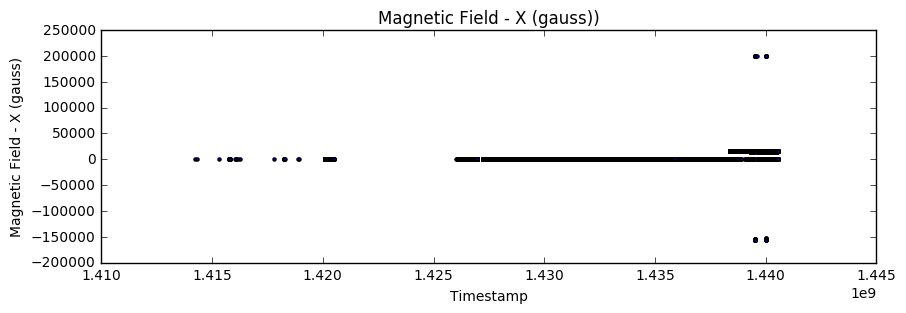 Magnetic Field - X (gauss))
Magnetic Field - X (gauss)
250000
200000
150000
100000
50000
0
−50000
−100000
−150000
−200000
1.410 1.415 1.420 1.425 1.430 1.435 1.440 1.445
1e9
Timestamp